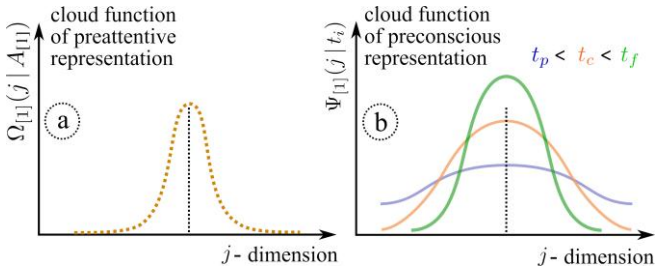 cloud function
of preattentive
representation
Ω[1](j | A[1])
a
j - dimension
cloud function
of preconscious
representation
tp < tc < tf
Ψ[1](j | ti)
b
j - dimension